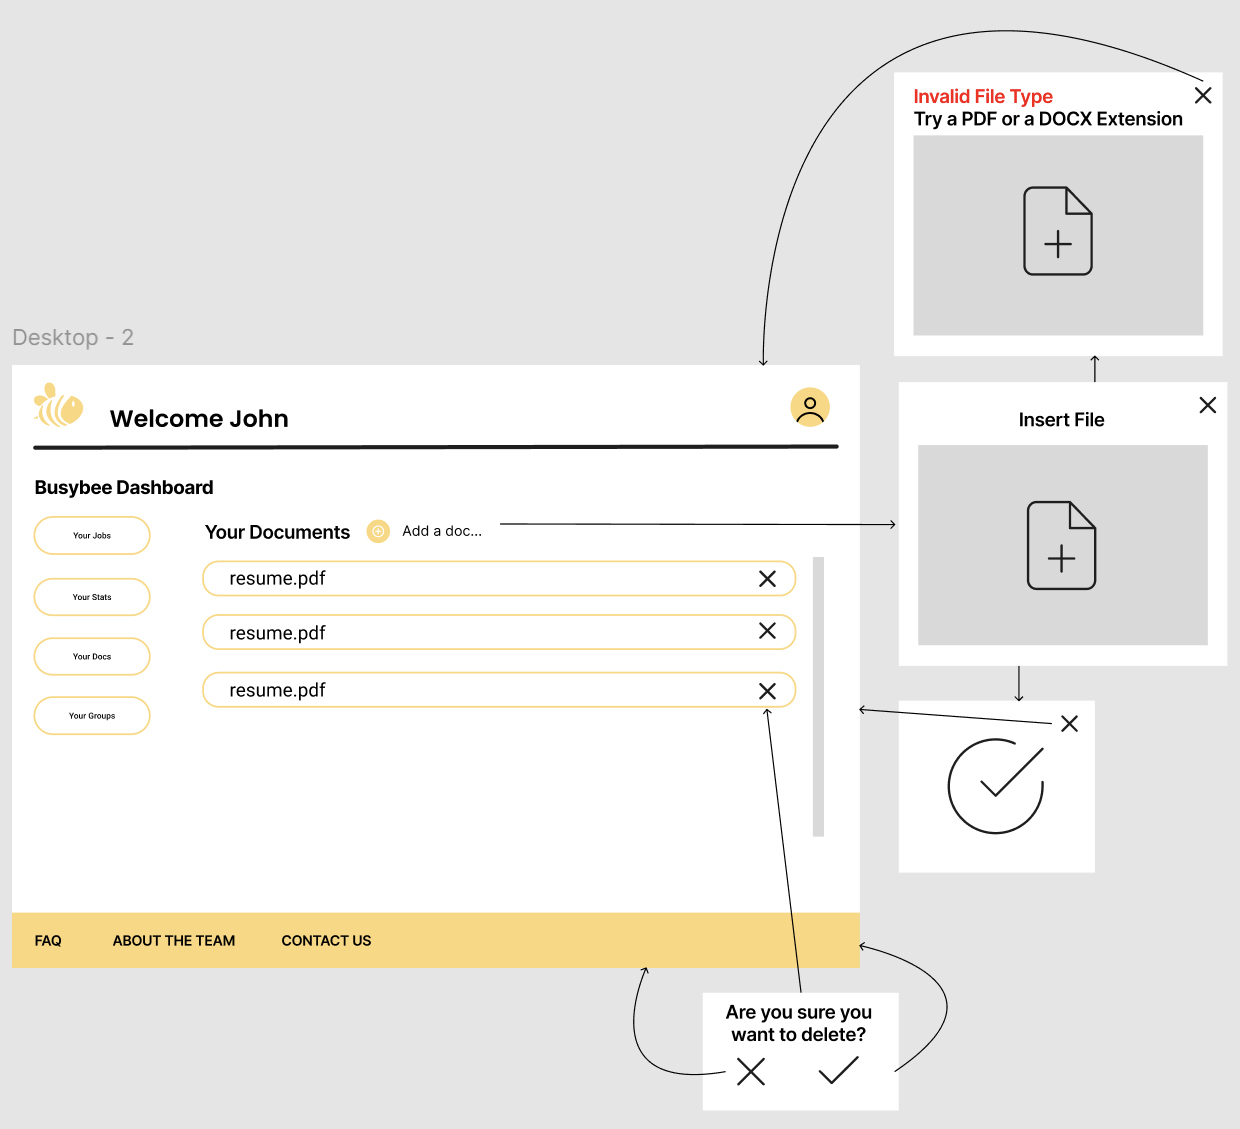 Invalid File Type
Try a PDF or a DOCX Extension
Desktop - 2
Welcome John
Insert File
Busybee Dashboard
Your Jobs
Your Stats
Your Docs
Your Groups
Your Documents
Add a doc...
resume.pdf
resume.pdf
resume.pdf
FAQ
ABOUT THE TEAM
CONTACT US
Are you sure you
want to delete?